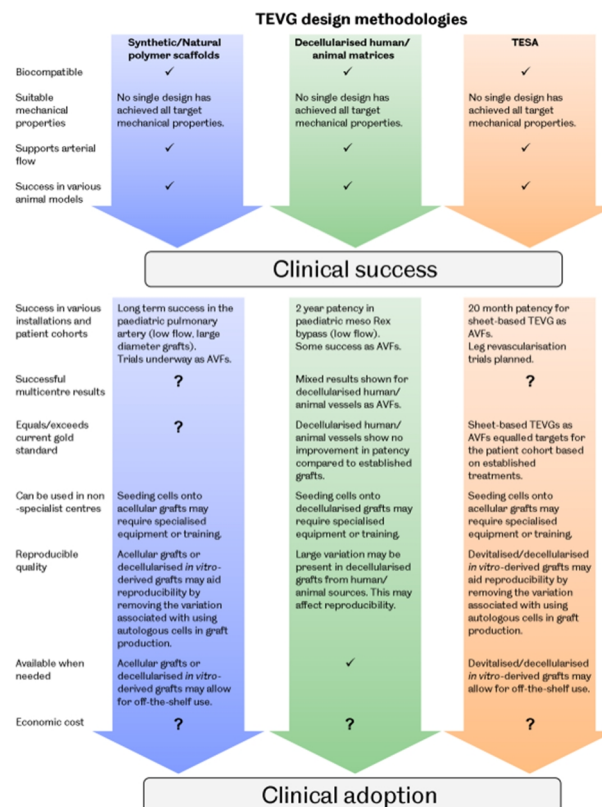 TEVG design methodologies
Synthetic/Natural
polymer scaffolds
Decellularised human/
animal matrices
TESA
Biocompatible
✓
✓
✓
Suitable
mechanical
properties
No single design has
achieved all target
mechanical properties.
No single design has
achieved all target
mechanical properties.
No single design has
achieved all target
mechanical properties.
Supports arterial
flow
✓
✓
✓
Success in various
animal models
✓
✓
✓
Clinical success
Success in various
installations and
patient cohorts
Long term success in the
paediatric pulmonary
artery (low flow, large
diameter grafts).
Trials underway as AVFs.
2 year patency in
paediatric meso Rex
bypass (low flow).
Some success as AVFs.
20 month patency for
sheet-based TEVG as
AVFs.
Leg revascularisation
trials planned.
Successful
multicentre results
?
Mixed results shown for
decellularised human/
animal vessels as AVFs.
?
Equals/exceeds
current gold
standard
?
Decellularised human/
animal vessels show no
improvement in patency
compared to established
grafts.
Sheet-based TEVGs as
AVFs equalled targets for
the patient cohort based
on established
treatments.
Can be used in non
-specialist centres
Seeding cells onto
acellular grafts may
require specialised
equipment or training.
Seeding cells onto
decellularised grafts may
require specialised
equipment or training.
Seeding cells onto
acellular grafts may
require specialised
equipment or training.
Reproducible
quality
Acellular grafts or
decellularised in vitro-
derived grafts may aid
reproducibility by
removing the variation
associated with using
autologous cells in graft
production.
Large variation may be
present in decellularised
grafts from human/
animal sources. This may
affect reproducibility.
Devitalised/decellularised
in vitro-derived grafts may
aid reproducibility by
removing the variation
associated with using
autologous cells in graft
production.
Available when
needed
Acellular grafts or
decellularised in vitro-
derived grafts may allow
for off-the-shelf use.
✓
Devitalised/decellularised
in vitro-derived grafts may
allow for off-the-shelf use.
Economic cost
?
?
?
Clinical adoption